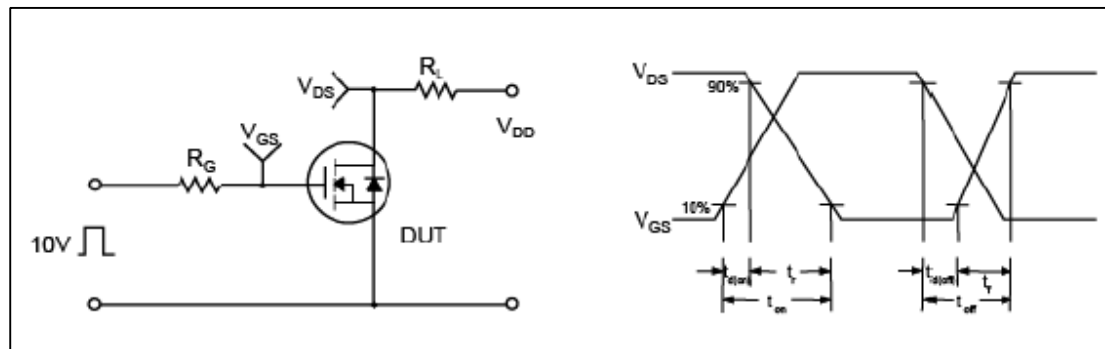 V_DS
R_L
V_DD
V_GS
R_G
10V
DUT
V_DS
90%
10%
V_GS
t_d(on)
t_r
t_on
t_d(off)
t_f
t_off